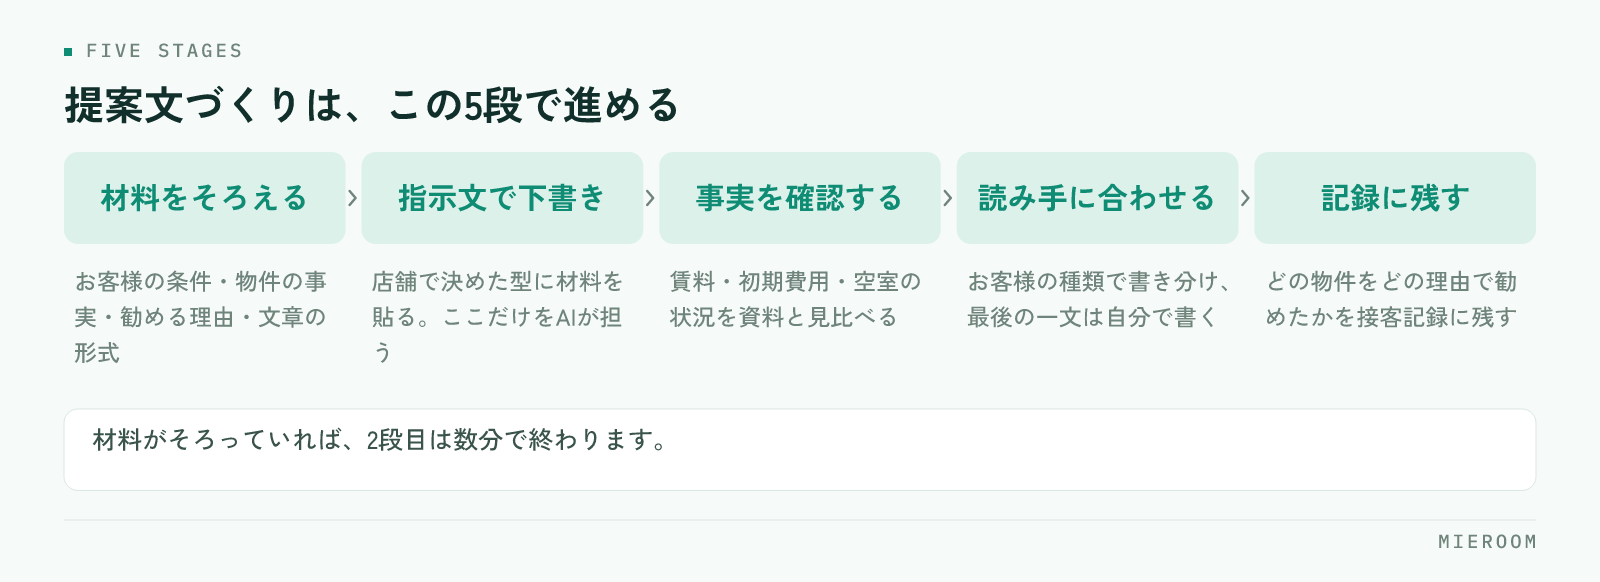 FIVE STAGES
提案文づくりは、この5段で進める
材料をそろえる
指示文で下書き
事実を確認する
読み手に合わせる
記録に残す
お客様の条件・物件の事
実・勧める理由・文章の
形式
店舗で決めた型に材料を
貼る。ここだけをAIが担
う
賃料・初期費用・空室の
状況を資料と見比べる
お客様の種類で書き分け、
最後の一文は自分で書く
どの物件をどの理由で勧
めたかを接客記録に残す
材料がそろっていれば、2段目は数分で終わります。
MIEROOM